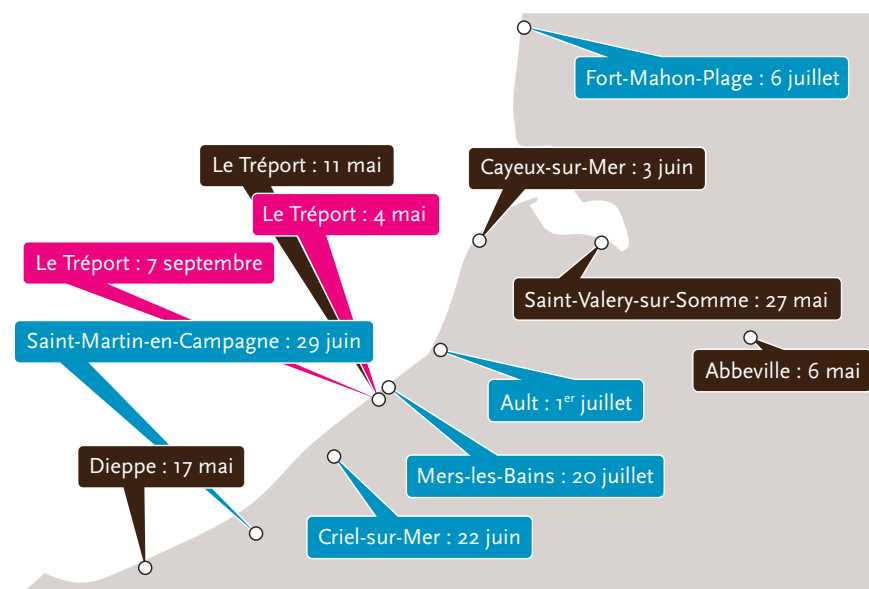 Fort-Mahon-Plage : 6 juillet
Le Tréport : 11 mai
Cayeux-sur-Mer : 3 juin
Le Tréport : 4 mai
Le Tréport : 7 septembre
Saint-Valery-sur-Somme : 27 mai
Saint-Martin-en-Campagne : 29 juin
Abbeville : 6 mai
Ault : 1er juillet
Dieppe : 17 mai
Mers-les-Bains : 20 juillet
Criel-sur-Mer : 22 juin